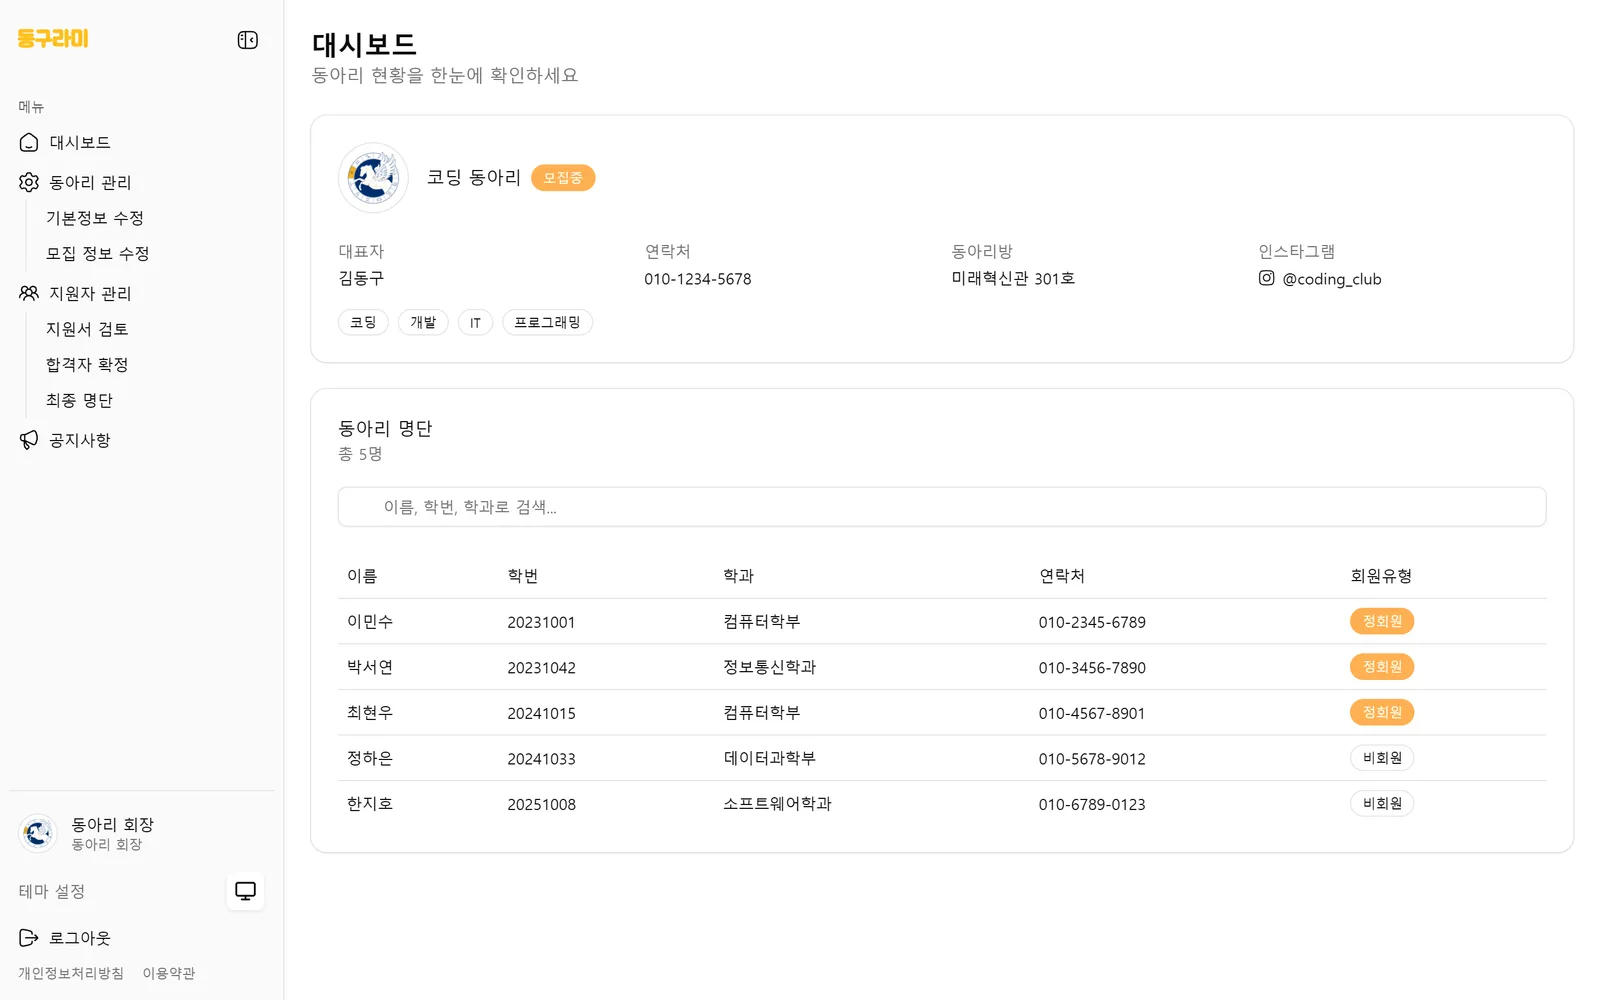 동구라미
메뉴
대시보드
동아리 관리
기본정보 수정
모집 정보 수정
지원자 관리
지원서 검토
합격자 확정
최종 명단
공지사항
동아리 회장
동아리 회장
테마 설정
로그아웃
개인정보처리방침 이용약관
대시보드
동아리 현황을 한눈에 확인하세요
코딩 동아리 모집중
대표자 연락처 동아리방 인스타그램
김동구 010-1234-5678 미래혁신관 301호 @coding_club
코딩 개발 IT 프로그래밍
동아리 명단
총 5명
이름, 학번, 학과로 검색...
이름 학번 학과 연락처 회원유형
이민수 20231001 컴퓨터학부 010-2345-6789 정회원
박서연 20231042 정보통신학과 010-3456-7890 정회원
최현우 20241015 컴퓨터학부 010-4567-8901 정회원
정하은 20241033 데이터과학부 010-5678-9012 비회원
한지호 20251008 소프트웨어학과 010-6789-0123 비회원